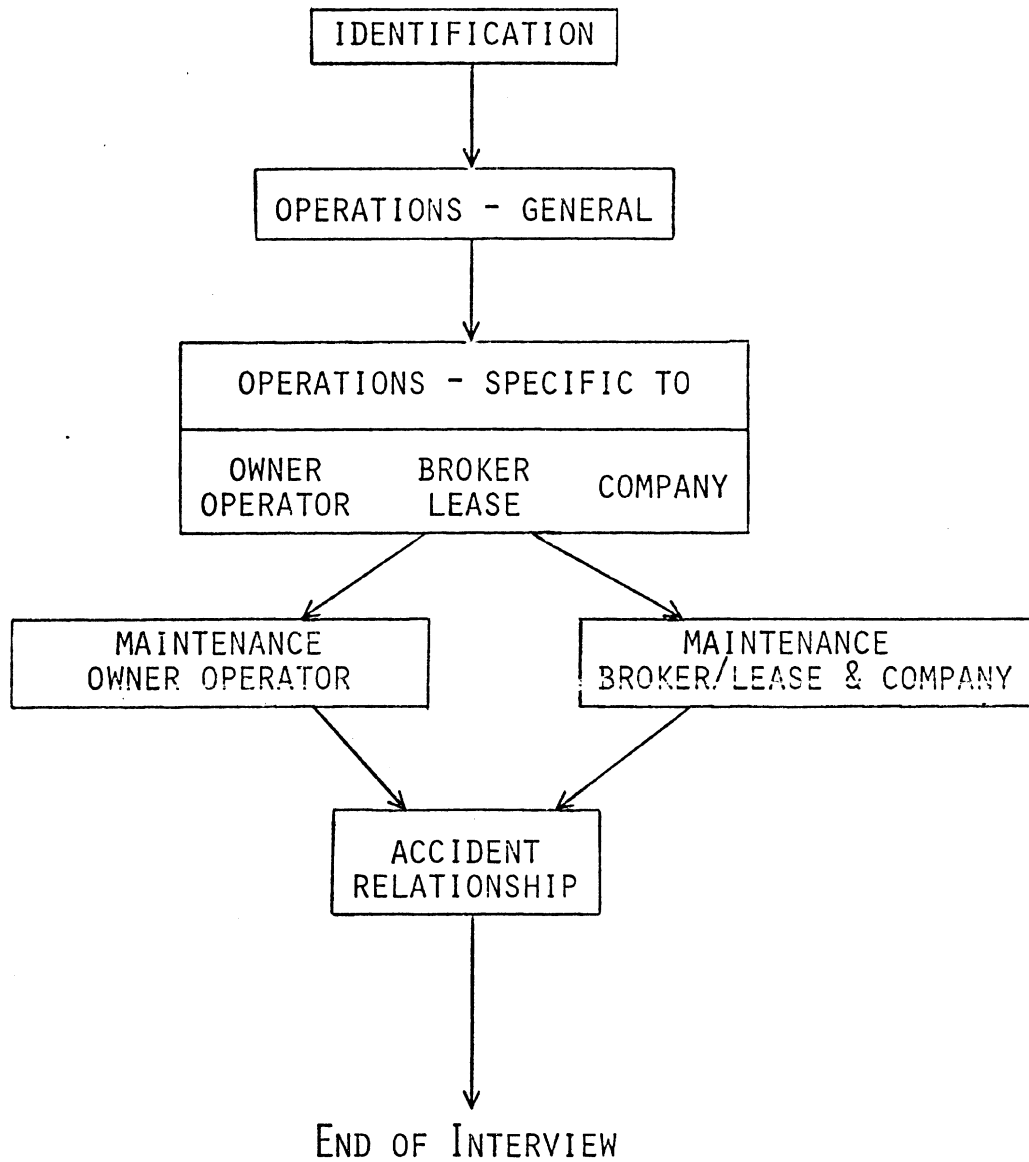 IDENTIFICATION
OPERATIONS - GENERAL
OPERATIONS - SPECIFIC TO
OWNER
OPERATOR
BROKER
LEASE
COMPANY
MAINTENANCE
OWNER OPERATOR
MAINTENANCE
BROKER/LEASE & COMPANY
ACCIDENT
RELATIONSHIP
END OF INTERVIEW